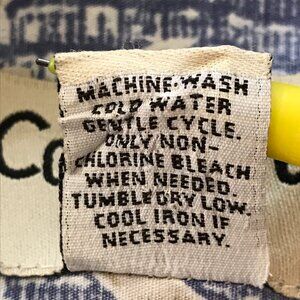 MACHINE WASH
COLD WATER
GENTLE CYCLE.
ONLY NON-
CHLORINE BLEACH
WHEN NEEDED.
TUMBLE DRY LOW.
COOL IRON IF
NECESSARY.